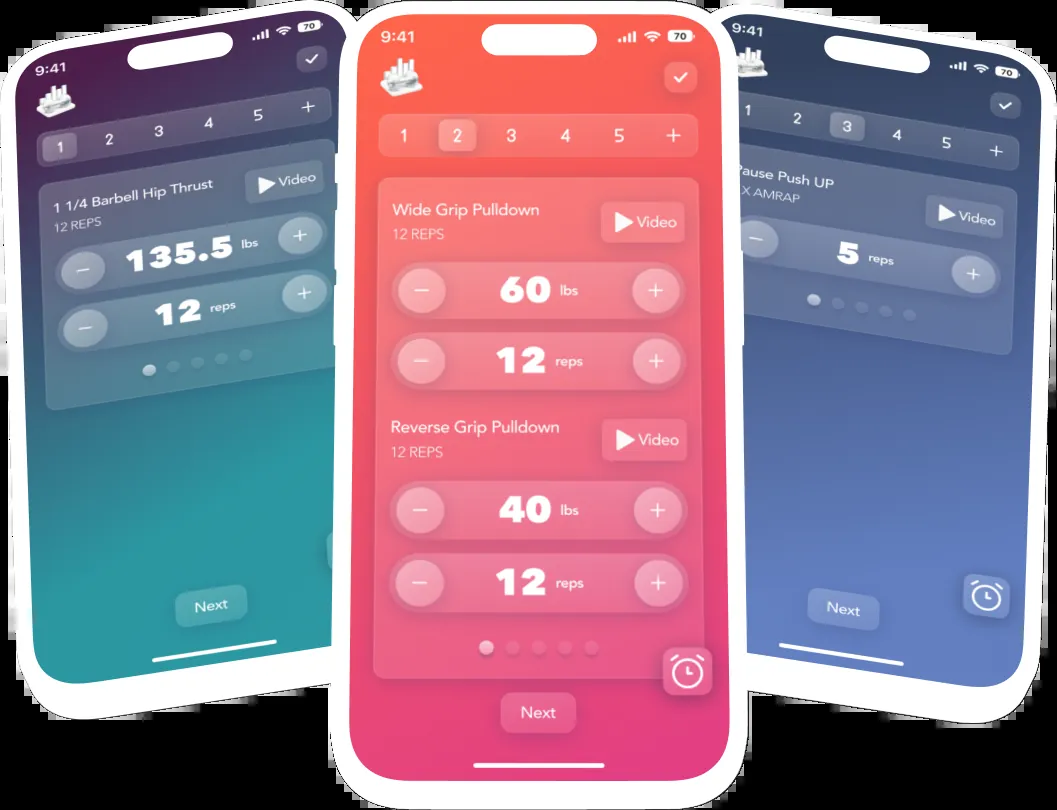 9:41
70
1 2 3 4 5 +
1 1/4 Barbell Hip Thrust
12 REPS
Video
− 135.5 lbs +
− 12 reps +
Next
9:41
70
1 2 3 4 5 +
Wide Grip Pulldown
12 REPS
Video
− 60 lbs +
− 12 reps +
Reverse Grip Pulldown
12 REPS
Video
− 40 lbs +
− 12 reps +
Next
9:41
70
1 2 3 4 5 +
Pause Push UP
X AMRAP
Video
− 5 reps +
Next